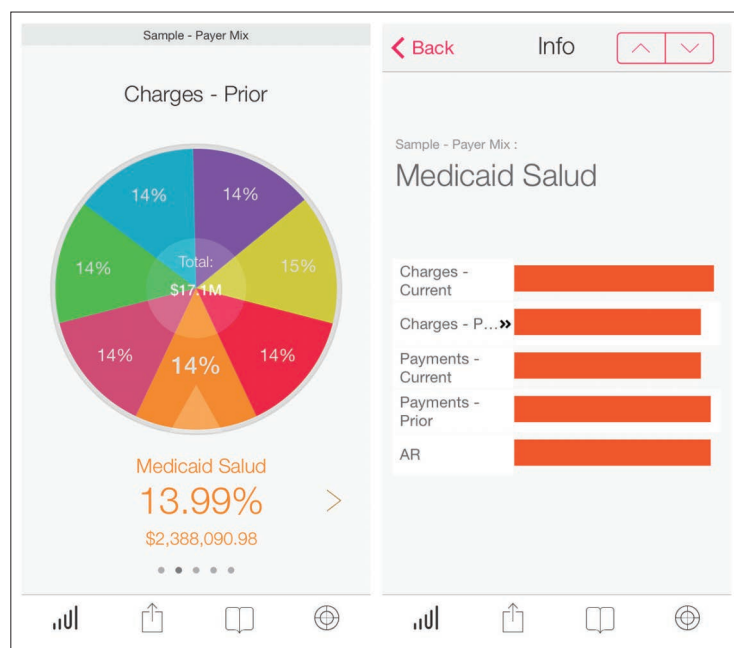 Sample - Payer Mix
Charges - Prior
14%
14%
14%
15%
Total:
$17.1M
14%
14%
14%
Medicaid Salud
13.99%
$2,388,090.98
Back
Info
Sample - Payer Mix :
Medicaid Salud
Charges -
Current
Charges - P...»
Payments -
Current
Payments -
Prior
AR